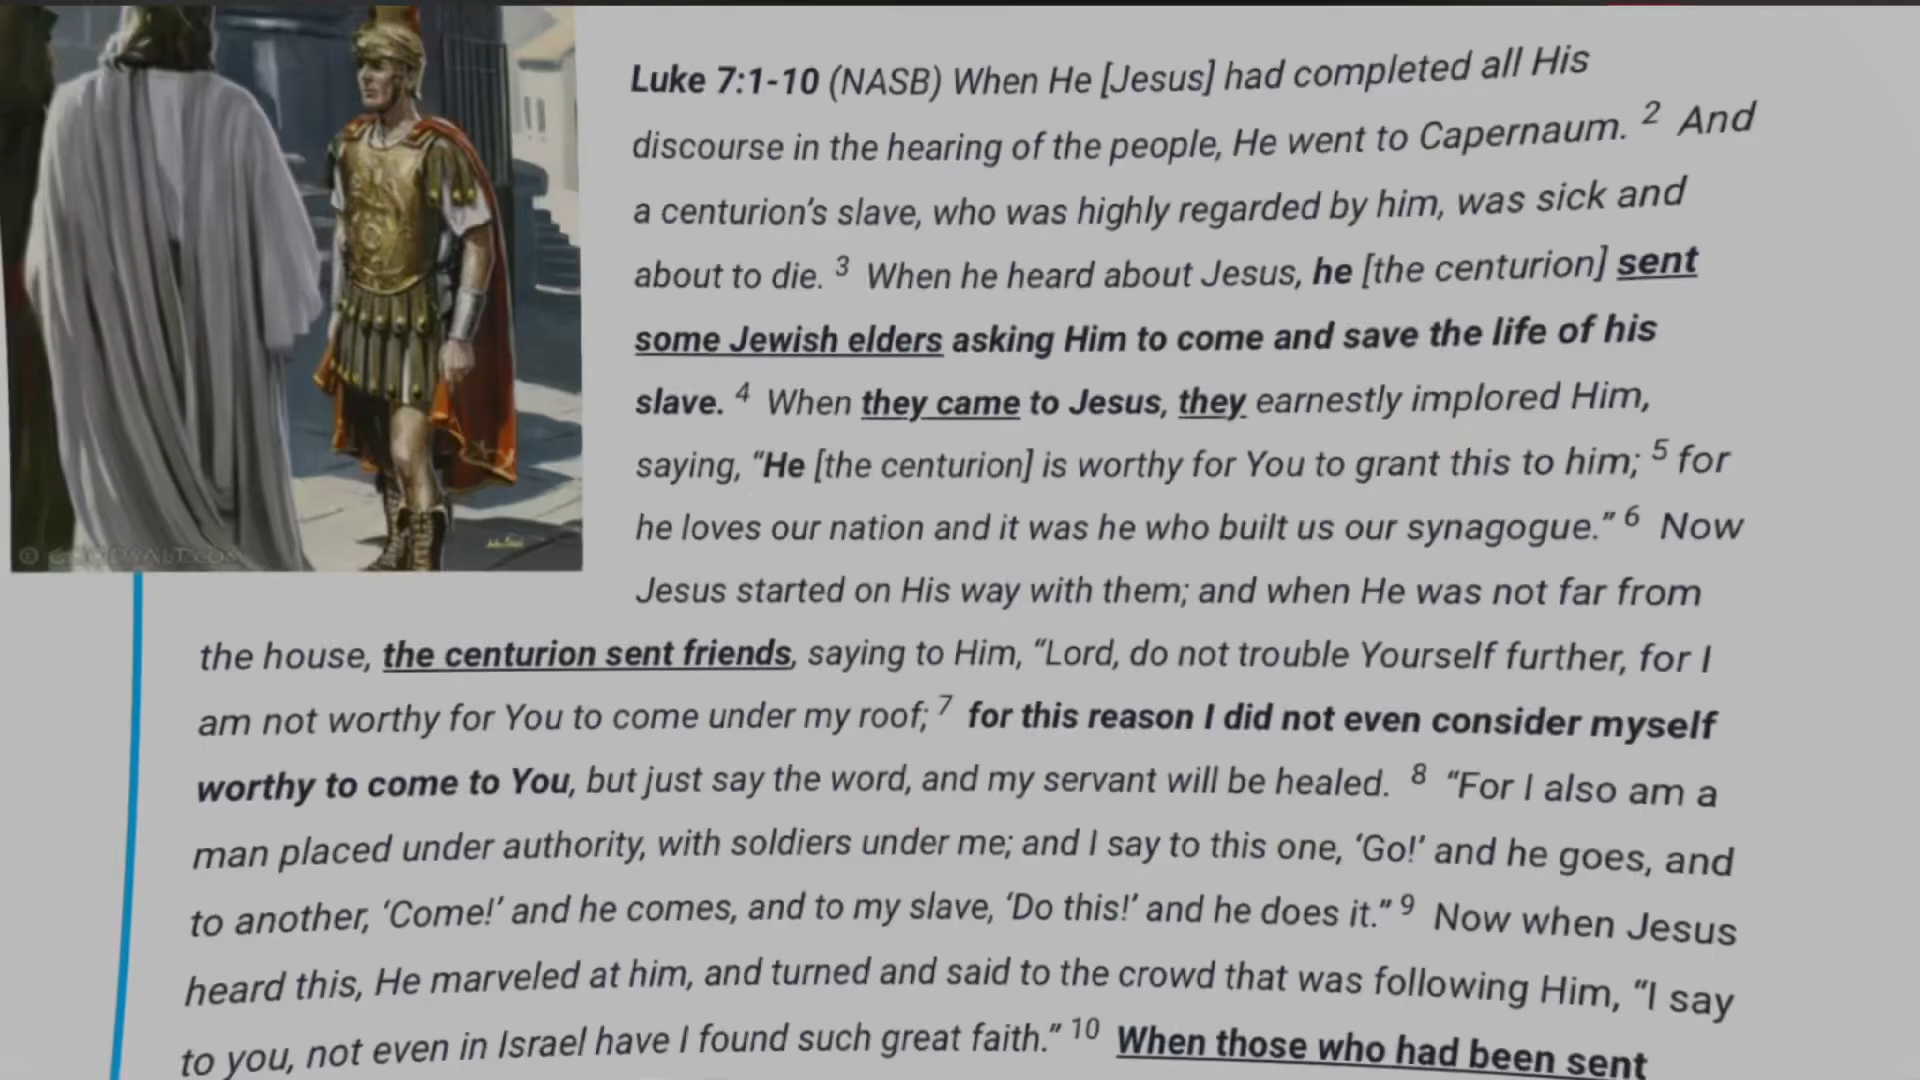 Luke 7:1-10 (NASB) When He [Jesus] had completed all His
discourse in the hearing of the people, He went to Capernaum. 2 And
a centurion’s slave, who was highly regarded by him, was sick and
about to die. 3 When he heard about Jesus, he [the centurion] sent
some Jewish elders asking Him to come and save the life of his
slave. 4 When they came to Jesus, they earnestly implored Him,
saying, “He [the centurion] is worthy for You to grant this to him; 5 for
he loves our nation and it was he who built us our synagogue.” 6 Now
Jesus started on His way with them; and when He was not far from
the house, the centurion sent friends, saying to Him, “Lord, do not trouble Yourself further, for I
am not worthy for You to come under my roof; 7 for this reason I did not even consider myself
worthy to come to You, but just say the word, and my servant will be healed. 8 “For I also am a
man placed under authority, with soldiers under me; and I say to this one, ‘Go!’ and he goes, and
to another, ‘Come!’ and he comes, and to my slave, ‘Do this!’ and he does it.” 9 Now when Jesus
heard this, He marveled at him, and turned and said to the crowd that was following Him, “I say
to you, not even in Israel have I found such great faith.” 10 When those who had been sent